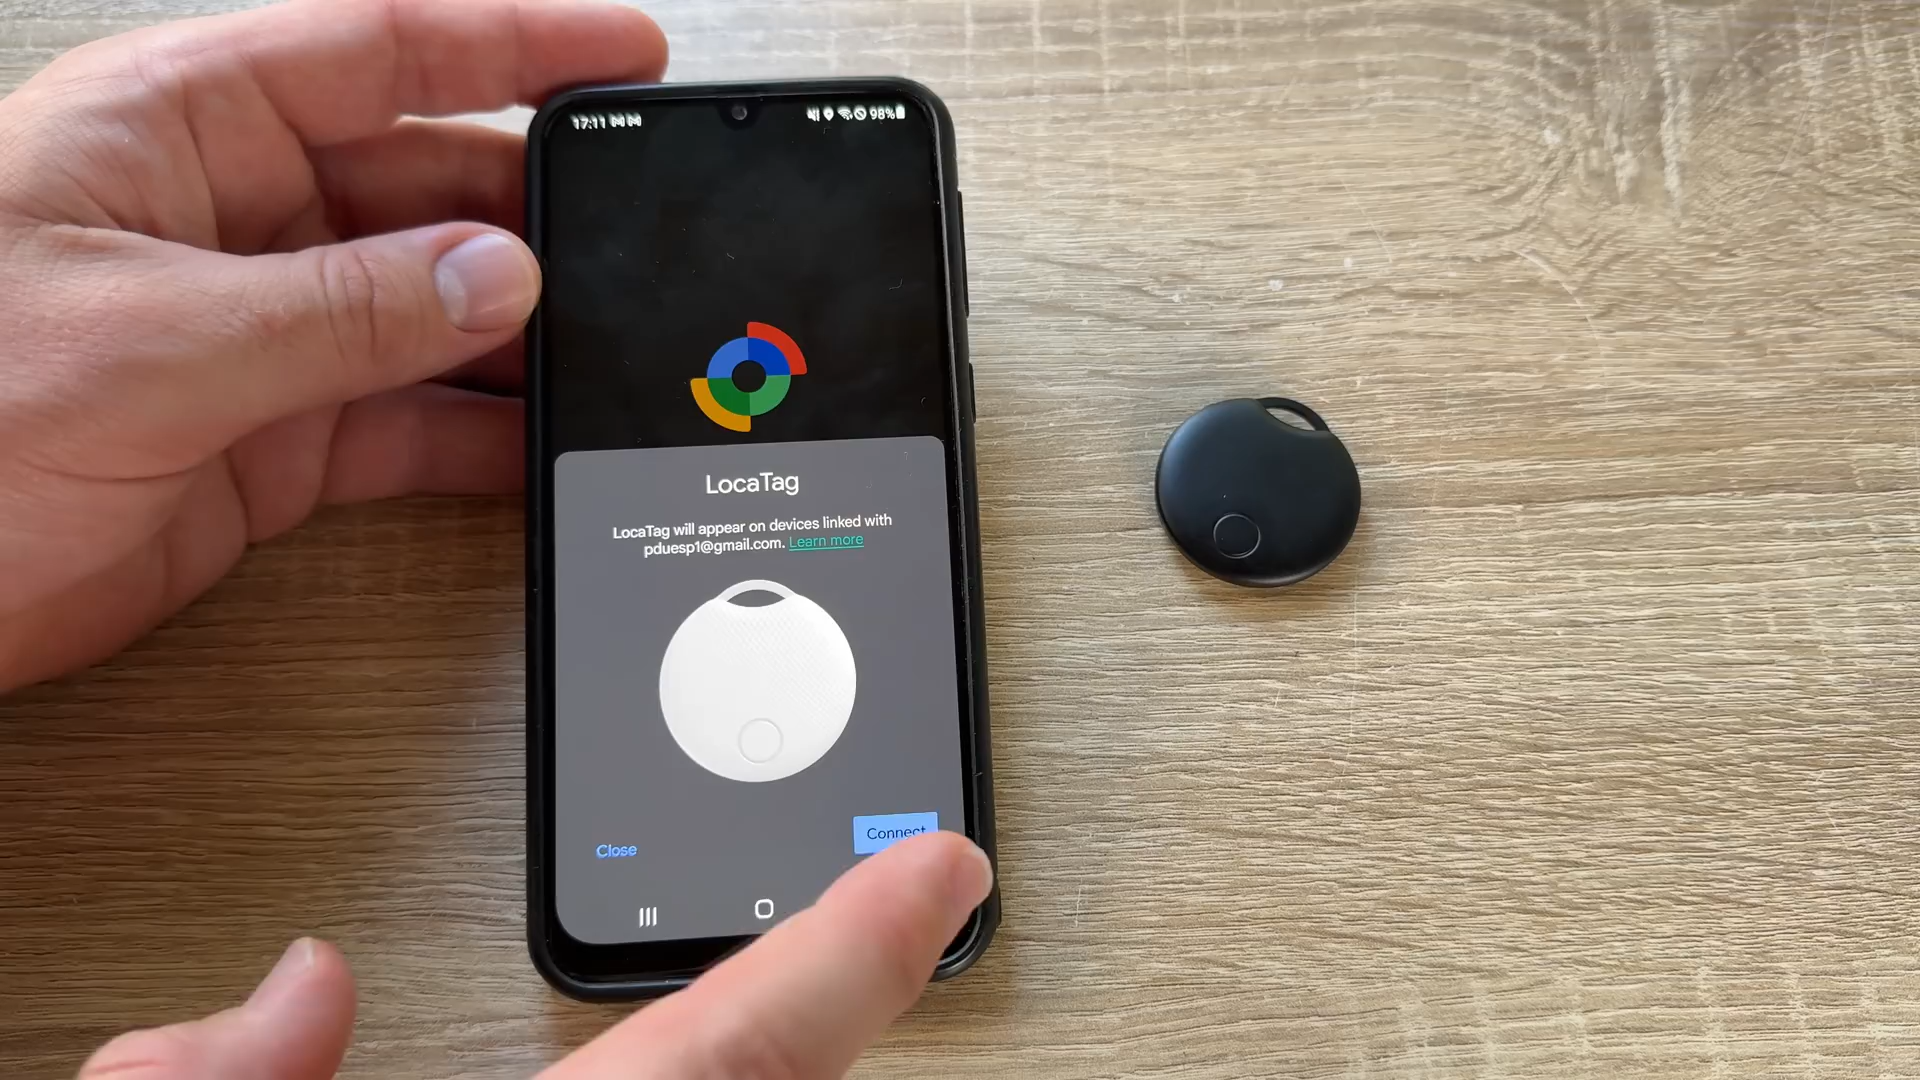 17:11
98%
LocaTag
LocaTag will appear on devices linked with
pduesp1@gmail.com. Learn more
Connect
Close